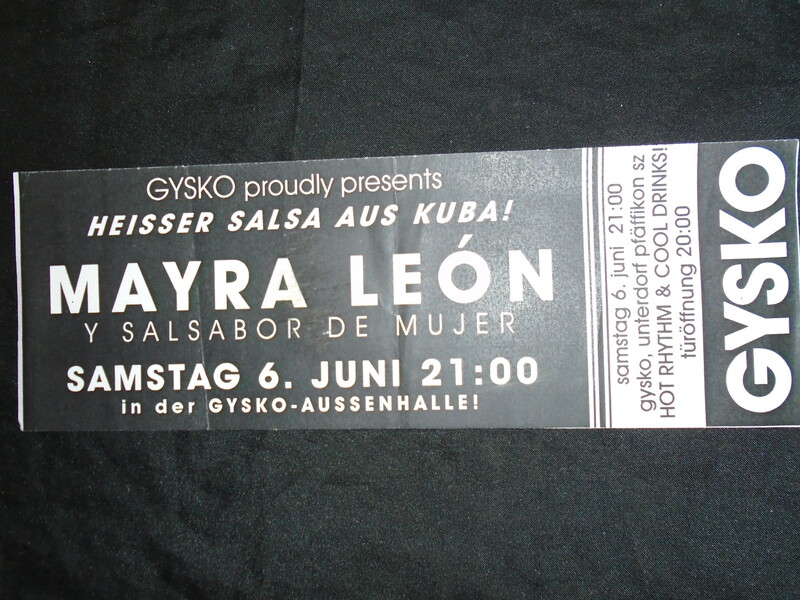 GYSKO proudly presents
HEISSER SALSA AUS KUBA!
MAYRA LEÓN
Y SALSABOR DE MUJER
SAMSTAG 6. JUNI 21:00
in der GYSKO-AUSSENHALLE!
samstag 6. juni 21:00
gysko, unterdorf pfäffikon sz
HOT RHYTHM & COOL DRINKS!
türöffnung 20:00
GYSKO